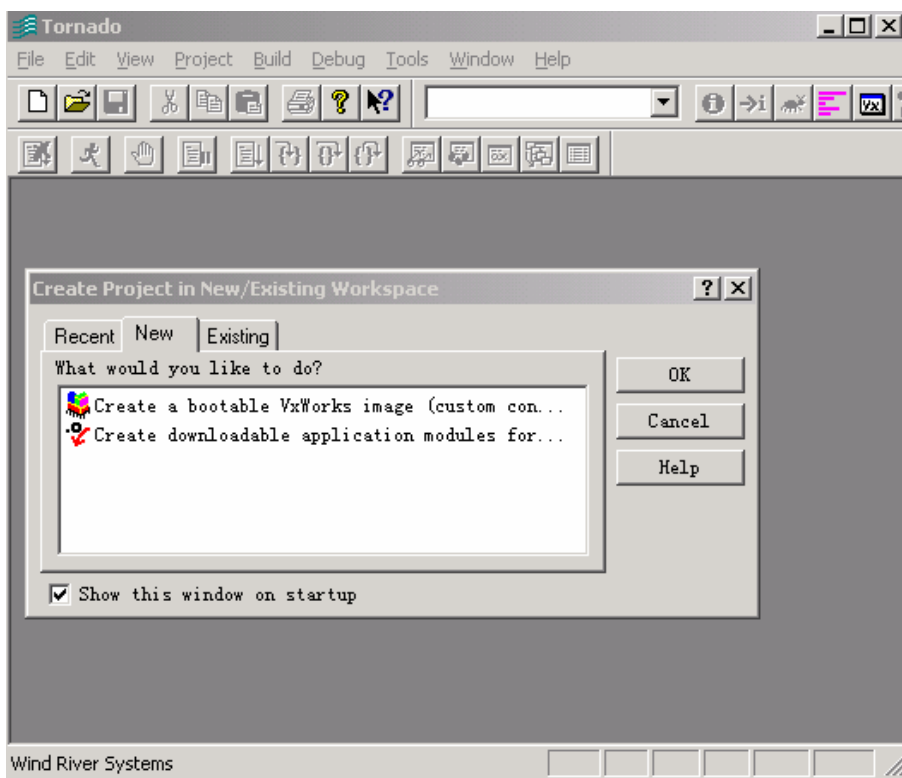 Tornado
File Edit View Project Build Debug Tools Window Help
Create Project in New/Existing Workspace
Recent New Existing
What would you like to do?
Create a bootable VxWorks image (custom con...
Create downloadable application modules for...
OK
Cancel
Help
Show this window on startup
Wind River Systems